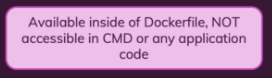 Available inside of Dockerfile, NOT
accessible in CMD or any application
code